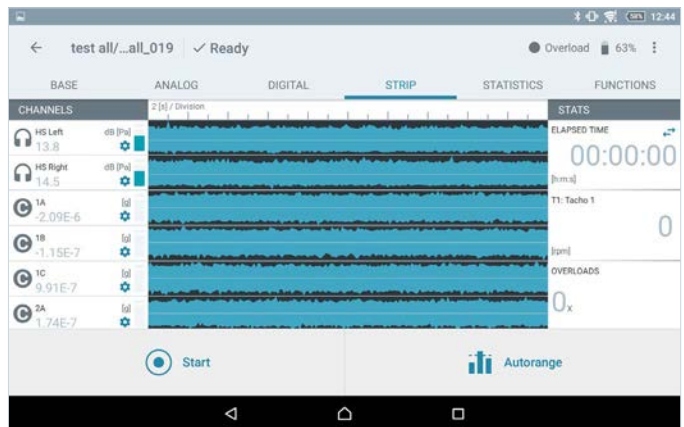 58% 12:44
test all/...all_019 Ready Overload 63%
BASE ANALOG DIGITAL STRIP STATISTICS FUNCTIONS
CHANNELS 2 [s] / Division STATS
HS Left dB [Pa]
13.8
HS Right dB [Pa]
14.5
1A [g]
-2.09E-6
1B [g]
-1.15E-7
1C [g]
9.91E-7
2A [g]
1.74E-7
ELAPSED TIME
00:00:00
[h:m:s]
T1: Tacho 1
0
[rpm]
OVERLOADS
0x
Start Autorange